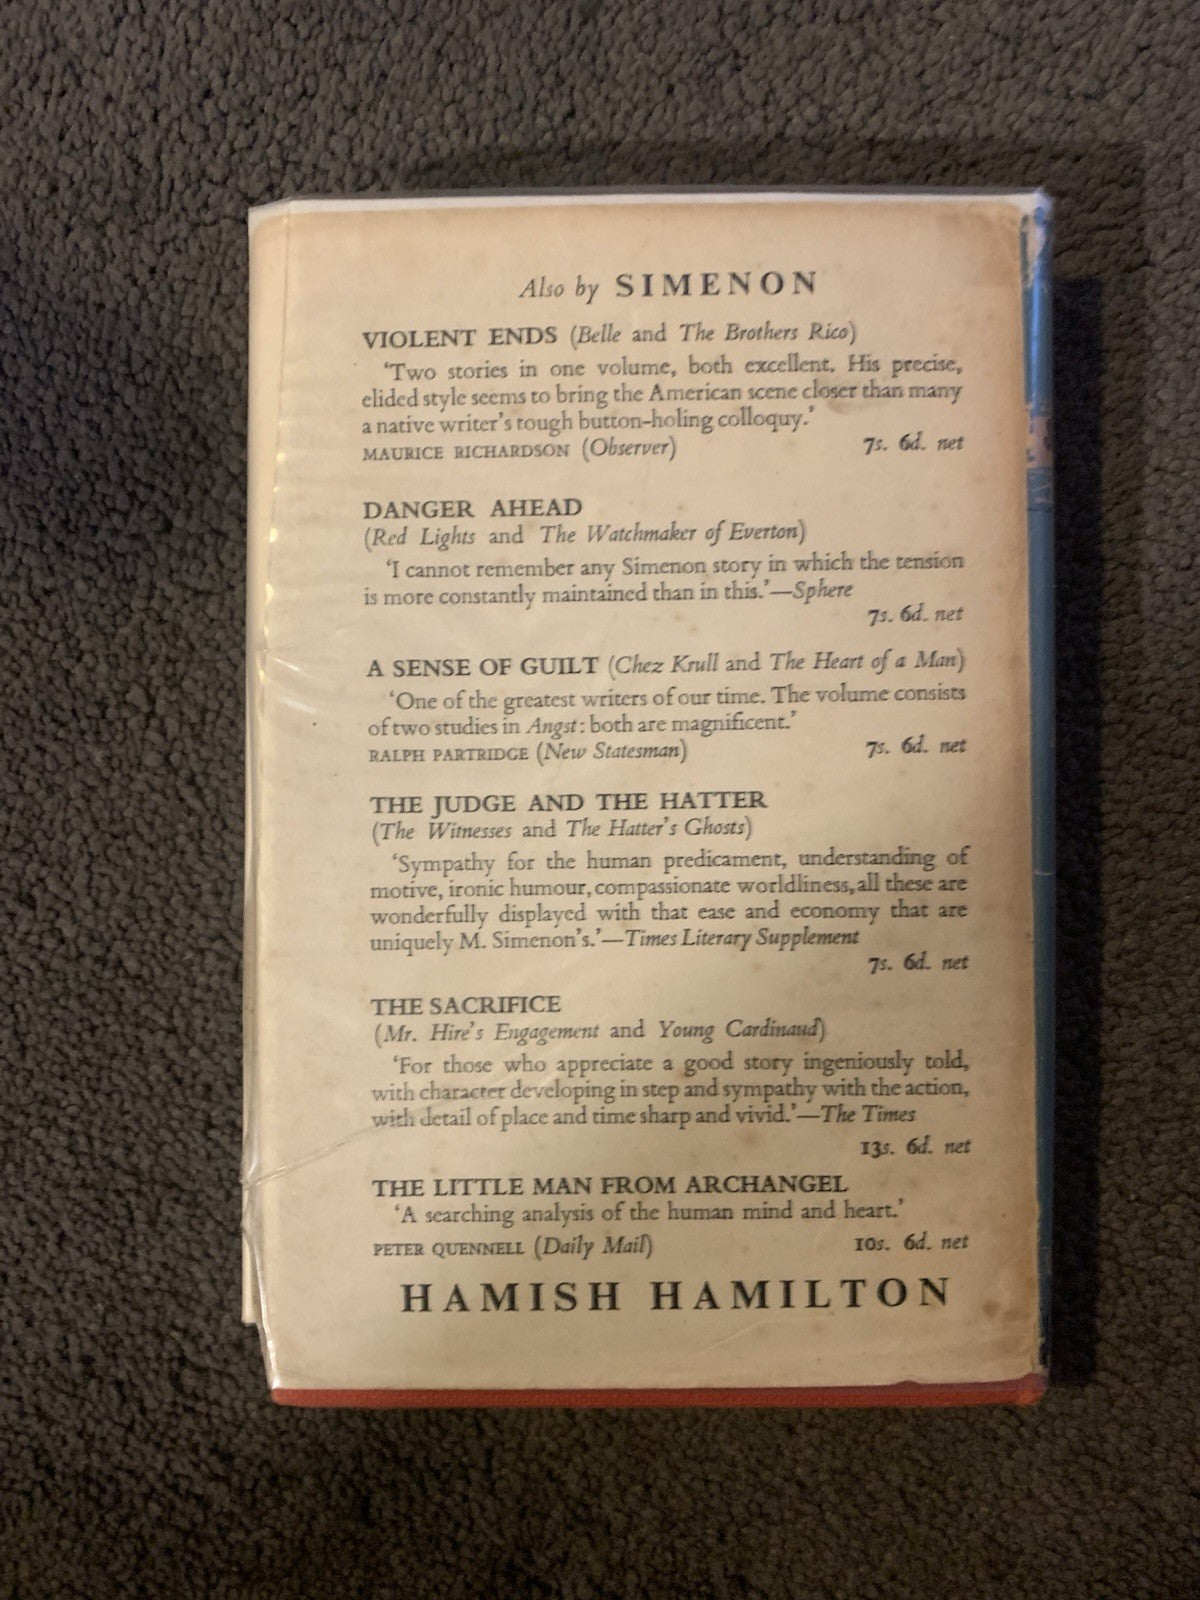 Also by SIMENON
VIOLENT ENDS (Belle and The Brothers Rico)
‘Two stories in one volume, both excellent. His precise,
elided style seems to bring the American scene closer than many
a native writer’s tough button-holing colloquy.’
MAURICE RICHARDSON (Observer) 7s. 6d. net
DANGER AHEAD
(Red Lights and The Watchmaker of Everton)
‘I cannot remember any Simenon story in which the tension
is more constantly maintained than in this.’—Sphere
7s. 6d. net
A SENSE OF GUILT (Chez Krull and The Heart of a Man)
‘One of the greatest writers of our time. The volume consists
of two studies in Angst: both are magnificent.’
RALPH PARTRIDGE (New Statesman) 7s. 6d. net
THE JUDGE AND THE HATTER
(The Witnesses and The Hatter’s Ghosts)
‘Sympathy for the human predicament, understanding of
motive, ironic humour, compassionate worldliness, all these are
wonderfully displayed with that ease and economy that are
uniquely M. Simenon’s.’—Times Literary Supplement
7s. 6d. net
THE SACRIFICE
(Mr. Hire’s Engagement and Young Cardinaud)
‘For those who appreciate a good story ingeniously told,
with character developing in step and sympathy with the action,
with detail of place and time sharp and vivid.’—The Times
13s. 6d. net
THE LITTLE MAN FROM ARCHANGEL
‘A searching analysis of the human mind and heart.’
PETER QUENNELL (Daily Mail) 10s. 6d. net
HAMISH HAMILTON